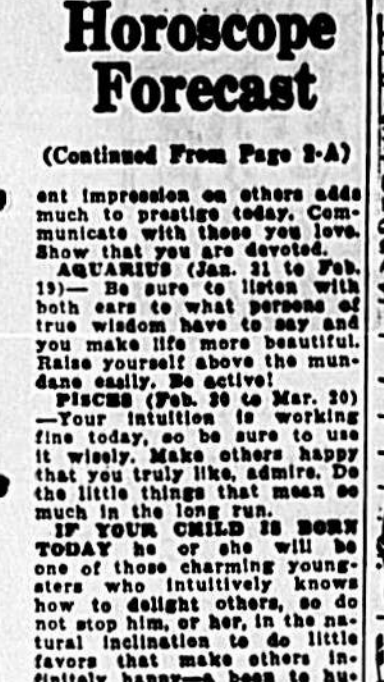 Horoscope
Forecast
(Continued From Page 2-A)
ent impression on others adds
much to prestige today. Com-
municate with those you love.
Show that you are devoted.
AQUARIUS (Jan. 21 to Feb.
19)— Be sure to listen with
both ears to what persons of
true wisdom have to say and
you make life more beautiful.
Raise yourself above the mun-
dane easily. Be active!
PISCES (Feb. 20 to Mar. 20)
—Your intuition is working
fine today, so be sure to use
it wisely. Make others happy
that you truly like, admire. Do
the little things that mean so
much in the long run.
IF YOUR CHILD IS BORN
TODAY he or she will be
one of those charming young-
sters who intuitively knows
how to delight others, so do
not stop him, or her, in the na-
tural inclination to do little
favors that make others in-
finitely happy—a boon to hu-